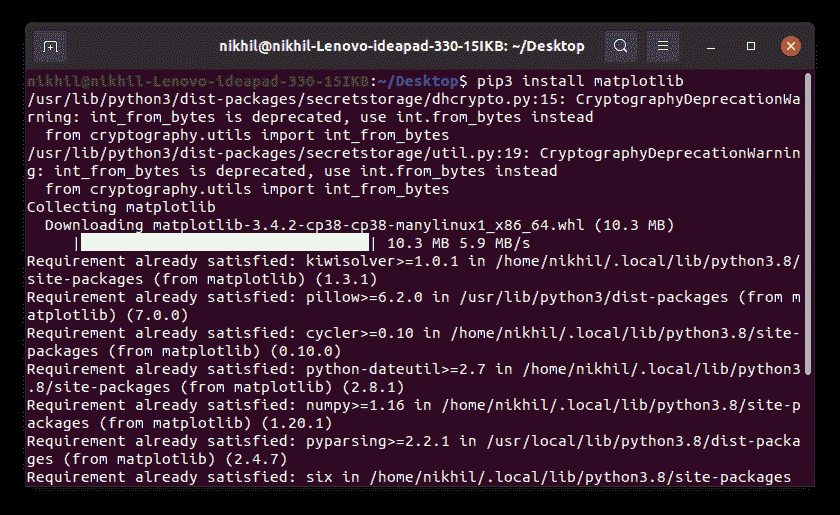 nikhil@nikhil-Lenovo-ideapad-330-15IKB: ~/Desktop
nikhil@nikhil-Lenovo-ideapad-330-15IKB:~/Desktop$ pip3 install matplotlib
/usr/lib/python3/dist-packages/secretstorage/dhcrypto.py:15: CryptographyDeprecationWa
rning: int_from_bytes is deprecated, use int.from_bytes instead
  from cryptography.utils import int_from_bytes
/usr/lib/python3/dist-packages/secretstorage/util.py:19: CryptographyDeprecationWarnin
g: int_from_bytes is deprecated, use int.from_bytes instead
  from cryptography.utils import int_from_bytes
Collecting matplotlib
  Downloading matplotlib-3.4.2-cp38-cp38-manylinux1_x86_64.whl (10.3 MB)
     |████████████████████████████████| 10.3 MB 5.9 MB/s
Requirement already satisfied: kiwisolver>=1.0.1 in /home/nikhil/.local/lib/python3.8/
site-packages (from matplotlib) (1.3.1)
Requirement already satisfied: pillow>=6.2.0 in /usr/lib/python3/dist-packages (from m
atplotlib) (7.0.0)
Requirement already satisfied: cycler>=0.10 in /home/nikhil/.local/lib/python3.8/site-
packages (from matplotlib) (0.10.0)
Requirement already satisfied: python-dateutil>=2.7 in /home/nikhil/.local/lib/python3
.8/site-packages (from matplotlib) (2.8.1)
Requirement already satisfied: numpy>=1.16 in /home/nikhil/.local/lib/python3.8/site-p
ackages (from matplotlib) (1.20.1)
Requirement already satisfied: pyparsing>=2.2.1 in /usr/local/lib/python3.8/dist-packa
ges (from matplotlib) (2.4.7)
Requirement already satisfied: six in /home/nikhil/.local/lib/python3.8/site-packages